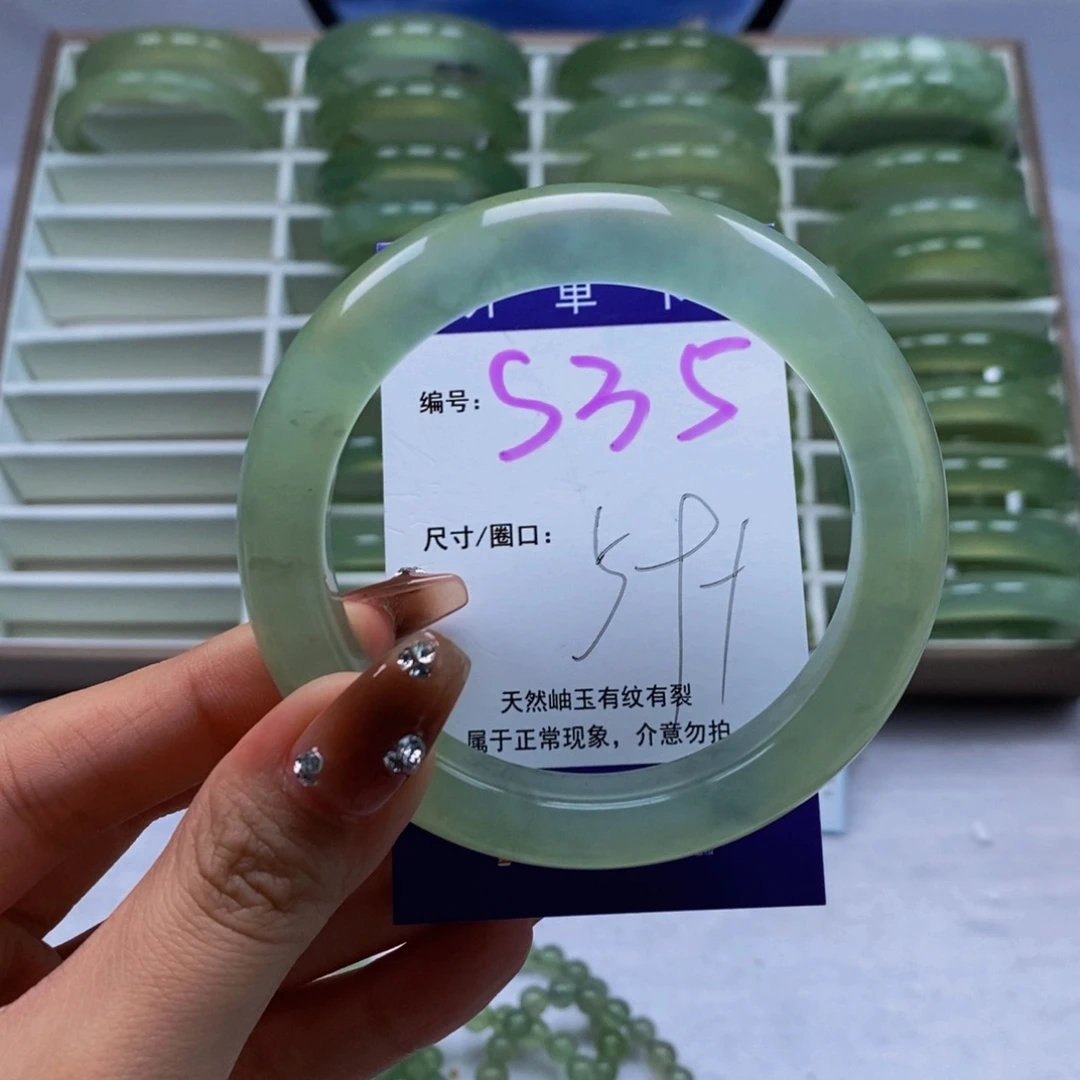 单
编号: 535
尺寸/圈口:
天然岫玉有纹有裂
属于正常现象，介意勿拍